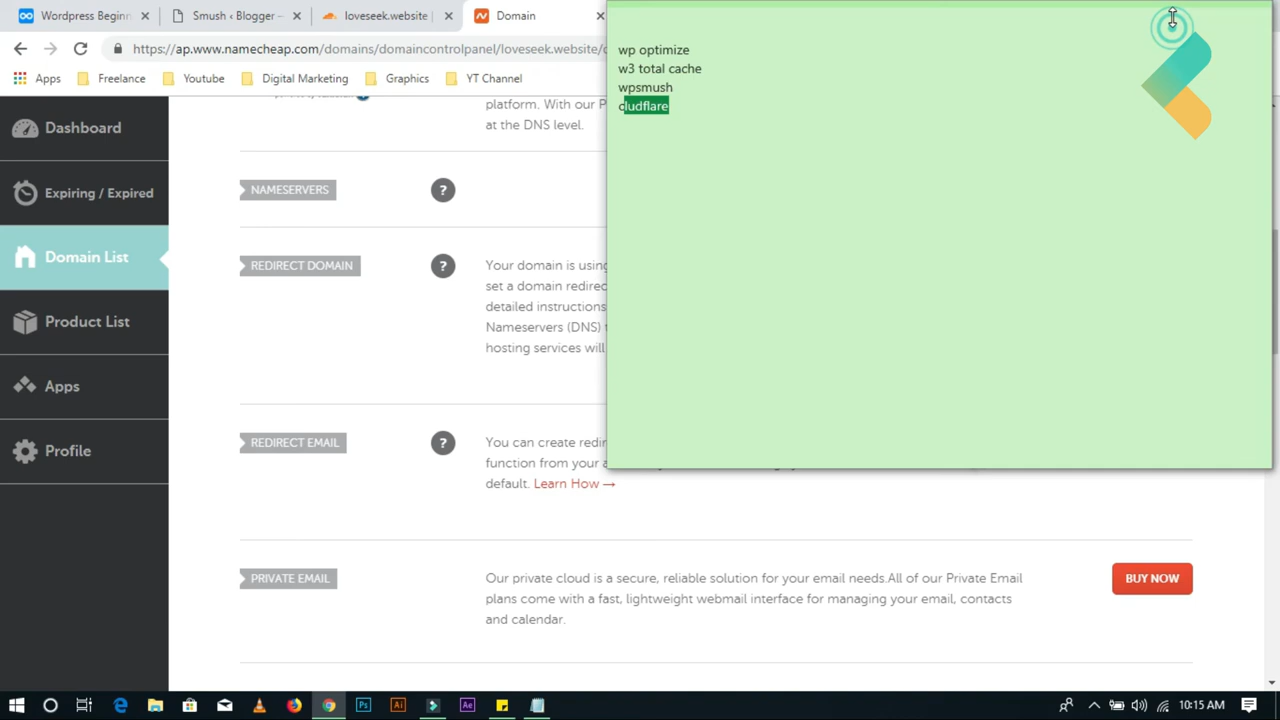 Wordpress Beginn
Smush ‹ Blogger –
loveseek.website
Domain
https://ap.www.namecheap.com/domains/domaincontrolpanel/loveseek.website/
Apps
Freelance
Youtube
Digital Marketing
Graphics
YT Channel
wp optimize
w3 total cache
wpsmush
cludflare
Dashboard
Expiring / Expired
Domain List
Product List
Apps
Profile
platform. With our P
at the DNS level.
NAMESERVERS
?
REDIRECT DOMAIN
?
Your domain is using
set a domain redirec
detailed instructions
Nameservers (DNS) t
hosting services will
REDIRECT EMAIL
?
You can create redir
function from your a
default. Learn How →
PRIVATE EMAIL
Our private cloud is a secure, reliable solution for your email needs.All of our Private Email
plans come with a fast, lightweight webmail interface for managing your email, contacts
and calendar.
BUY NOW
Ps
Ai
Ae
10:15 AM